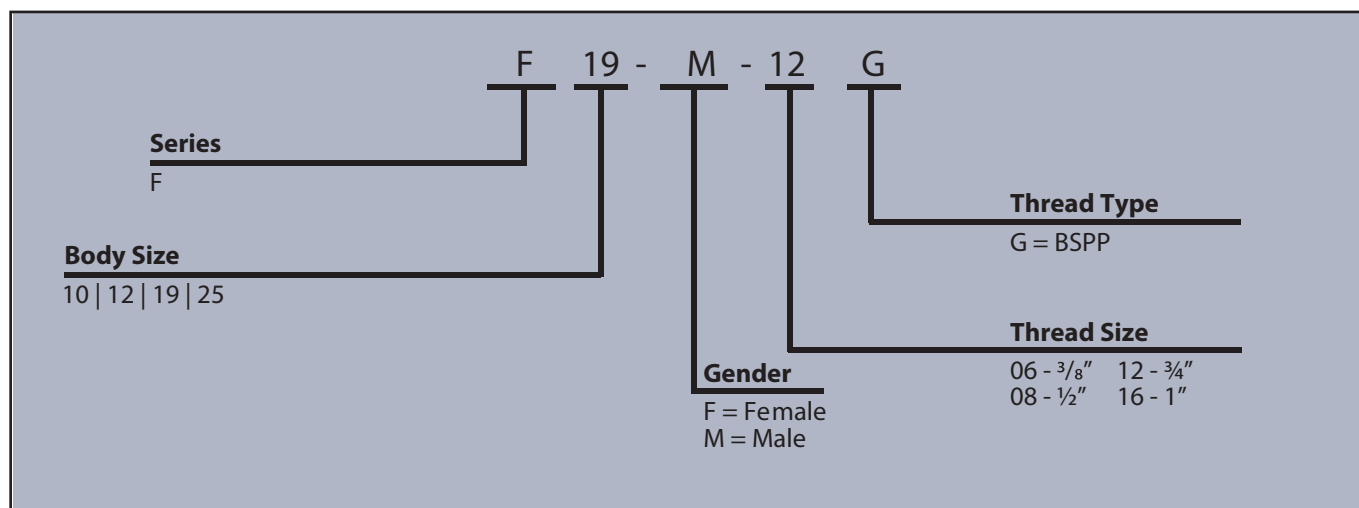 F 19 - M - 12 G
Series
F
Thread Type
G = BSPP
Body Size
10 | 12 | 19 | 25
Thread Size
06 - ³/₈" 12 - ¾"
08 - ½" 16 - 1"
Gender
F = Female
M = Male